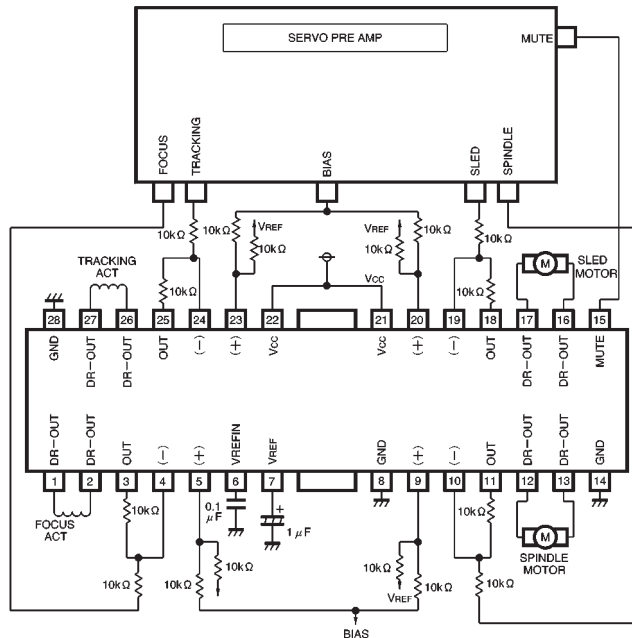 SERVO PRE AMP
MUTE
FOCUS
TRACKING
BIAS
SLED
SPINDLE
10kΩ
10kΩ
VREF
10kΩ
VREF
10kΩ
10kΩ
10kΩ
TRACKING
ACT
10kΩ
VCC
10kΩ
M
SLED
MOTOR
28 27 26 25 24 23 22 21 20 19 18 17 16 15
GND
DR-OUT
DR-OUT
OUT
(-)
(+)
VCC
VCC
(+)
(-)
OUT
DR-OUT
DR-OUT
MUTE
DR-OUT
DR-OUT
OUT
(-)
(+)
VREFIN
VREF
GND
(+)
(-)
OUT
DR-OUT
DR-OUT
GND
1 2 3 4 5 6 7 8 9 10 11 12 13 14
FOCUS
ACT
10kΩ
0.1
μF
+
1μF
10kΩ
M
SPINDLE
MOTOR
10kΩ
10kΩ
10kΩ
10kΩ
VREF
10kΩ
10kΩ
BIAS